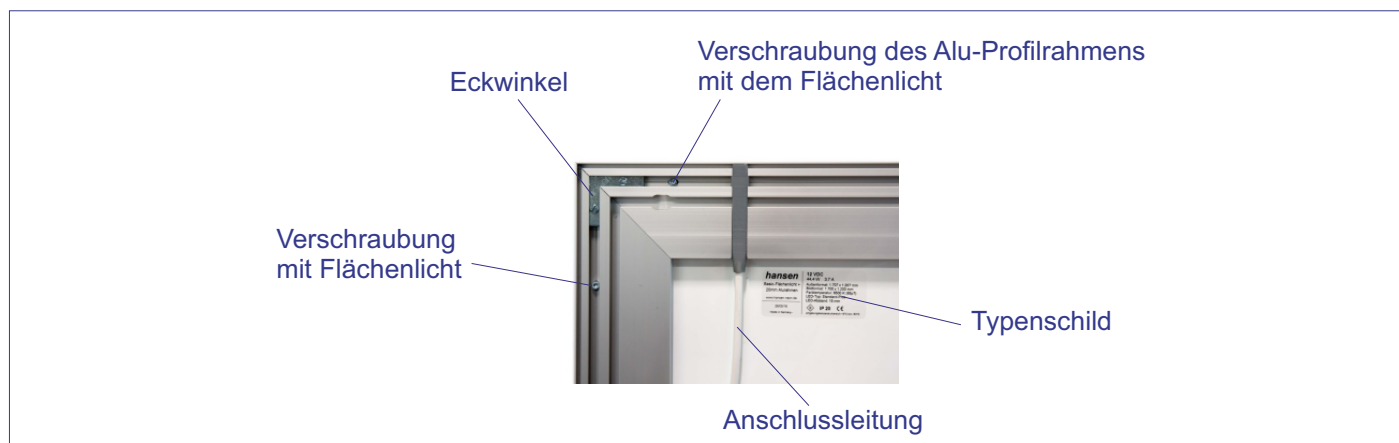 Verschraubung des Alu-Profilrahmens
mit dem Flächenlicht
Eckwinkel
Verschraubung
mit Flächenlicht
hansen
12 VDC
IP 20 CE
Typenschild
Anschlussleitung